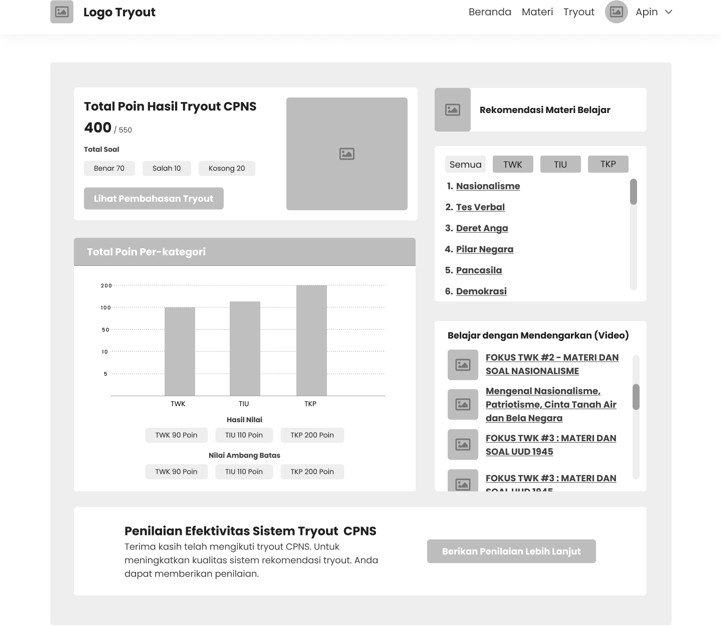 Logo Tryout
Beranda Materi Tryout Apin
Total Poin Hasil Tryout CPNS
400 / 550
Total Soal
Benar 70 Salah 10 Kosong 20
Lihat Pembahasan Tryout
Rekomendasi Materi Belajar
Semua TWK TIU TKP
1. Nasionalisme
2. Tes Verbal
3. Deret Anga
4. Pilar Negara
5. Pancasila
6. Demokrasi
Total Poin Per-kategori
200
100
50
10
5
TWK TIU TKP
Hasil Nilai
TWK 90 Poin TIU 110 Poin TKP 200 Poin
Nilai Ambang Batas
TWK 90 Poin TIU 110 Poin TKP 200 Poin
Belajar dengan Mendengarkan (Video)
FOKUS TWK #2 - MATERI DAN
SOAL NASIONALISME
Mengenal Nasionalisme,
Patriotisme, Cinta Tanah Air
dan Bela Negara
FOKUS TWK #3 : MATERI DAN
SOAL UUD 1945
FOKUS TWK #3 : MATERI DAN
SOAL UUD 1945
Penilaian Efektivitas Sistem Tryout CPNS
Terima kasih telah mengikuti tryout CPNS. Untuk
meningkatkan kualitas sistem rekomendasi tryout. Anda
dapat memberikan penilaian.
Berikan Penilaian Lebih Lanjut